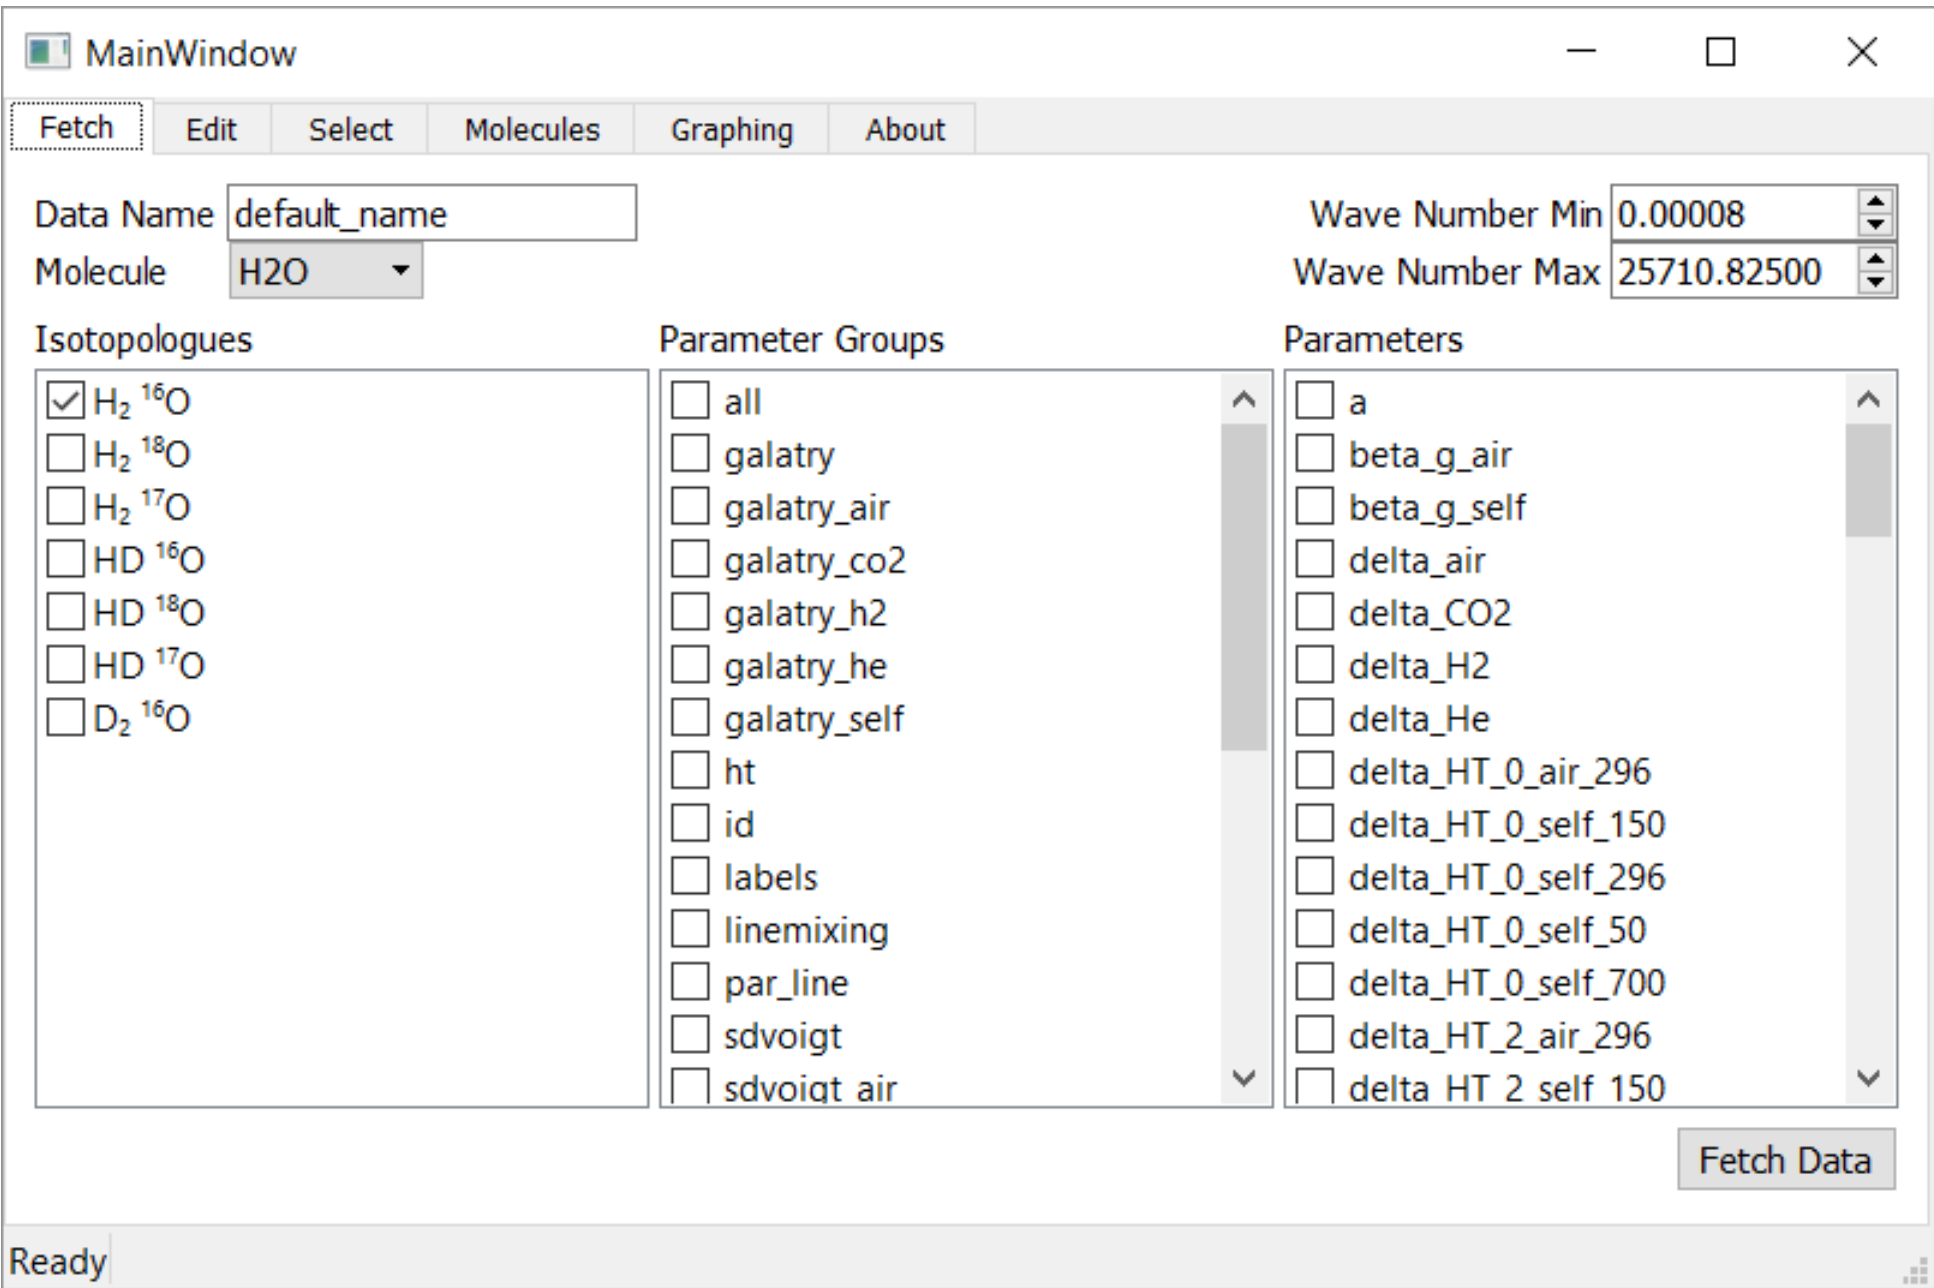 MainWindow
Fetch Edit Select Molecules Graphing About
Data Name default_name Wave Number Min 0.00008
Molecule H2O Wave Number Max 25710.82500
Isotopologues Parameter Groups Parameters
H₂ ¹⁶O all a
H₂ ¹⁸O galatry beta_g_air
H₂ ¹⁷O galatry_air beta_g_self
HD ¹⁶O galatry_co2 delta_air
HD ¹⁸O galatry_h2 delta_CO2
HD ¹⁷O galatry_he delta_H2
D₂ ¹⁶O galatry_self delta_He
ht delta_HT_0_air_296
id delta_HT_0_self_150
labels delta_HT_0_self_296
linemixing delta_HT_0_self_50
par_line delta_HT_0_self_700
sdvoigt delta_HT_2_air_296
sdvoigt_air delta_HT_2_self_150
Fetch Data
Ready